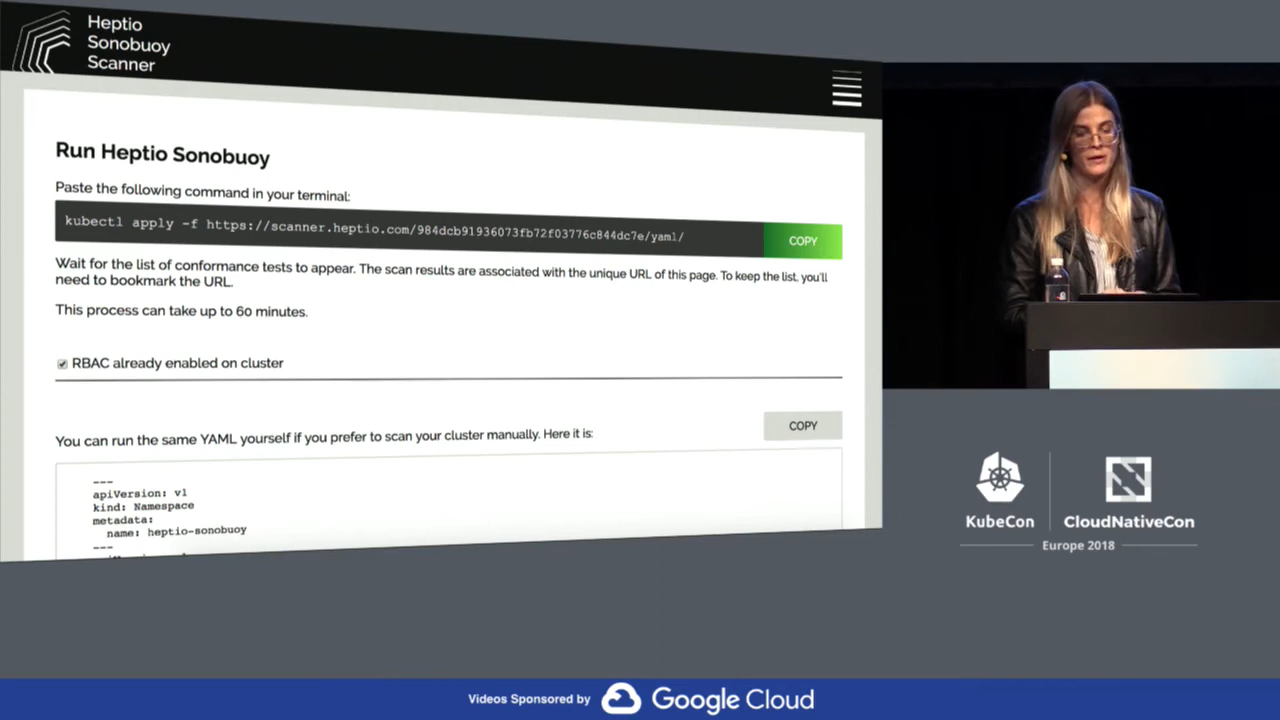 Heptio
Sonobuoy
Scanner
Run Heptio Sonobuoy
Paste the following command in your terminal:
kubectl apply -f https://scanner.heptio.com/984dcb91936073fb72f03776c844dc7e/yaml/
COPY
Wait for the list of conformance tests to appear. The scan results are associated with the unique URL of this page. To keep the list, you'll
need to bookmark the URL.
This process can take up to 60 minutes.
RBAC already enabled on cluster
You can run the same YAML yourself if you prefer to scan your cluster manually. Here it is:
COPY
---
apiVersion: v1
kind: Namespace
metadata:
  name: heptio-sonobuoy
---
KubeCon
CloudNativeCon
Europe 2018
Videos Sponsored by
Google Cloud